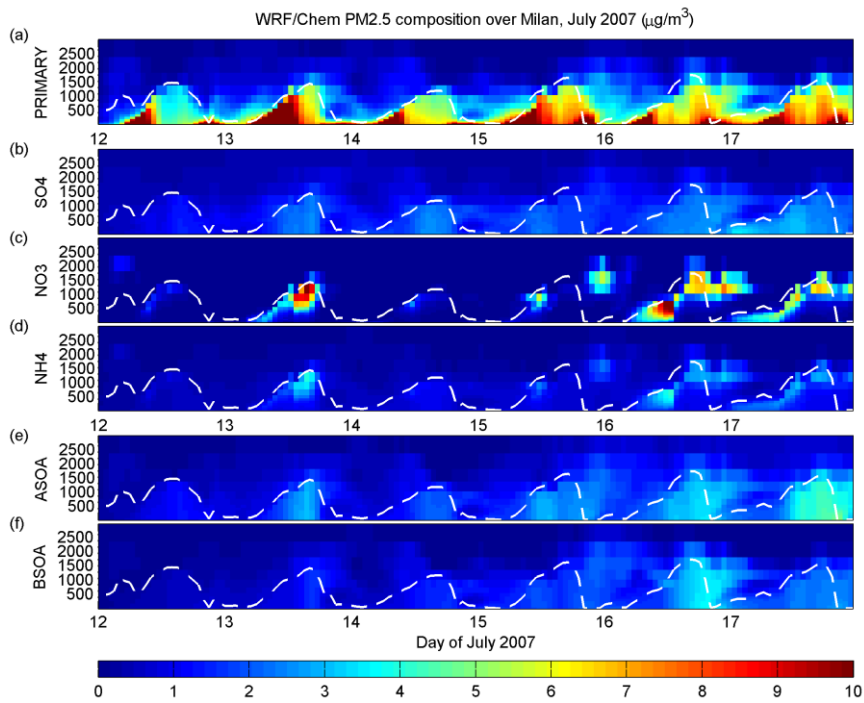 WRF/Chem PM2.5 composition over Milan, July 2007 (μg/m³)
(a)
PRIMARY
2500
2000
1500
1000
500
12 13 14 15 16 17
(b)
SO4
2500
2000
1500
1000
500
(c)
NO3
2500
2000
1500
1000
500
(d)
NH4
2500
2000
1500
1000
500
12 13 14 15 16 17
(e)
ASOA
2500
2000
1500
1000
500
(f)
BSOA
2500
2000
1500
1000
500
12 13 14 15 16 17
Day of July 2007
0 1 2 3 4 5 6 7 8 9 10